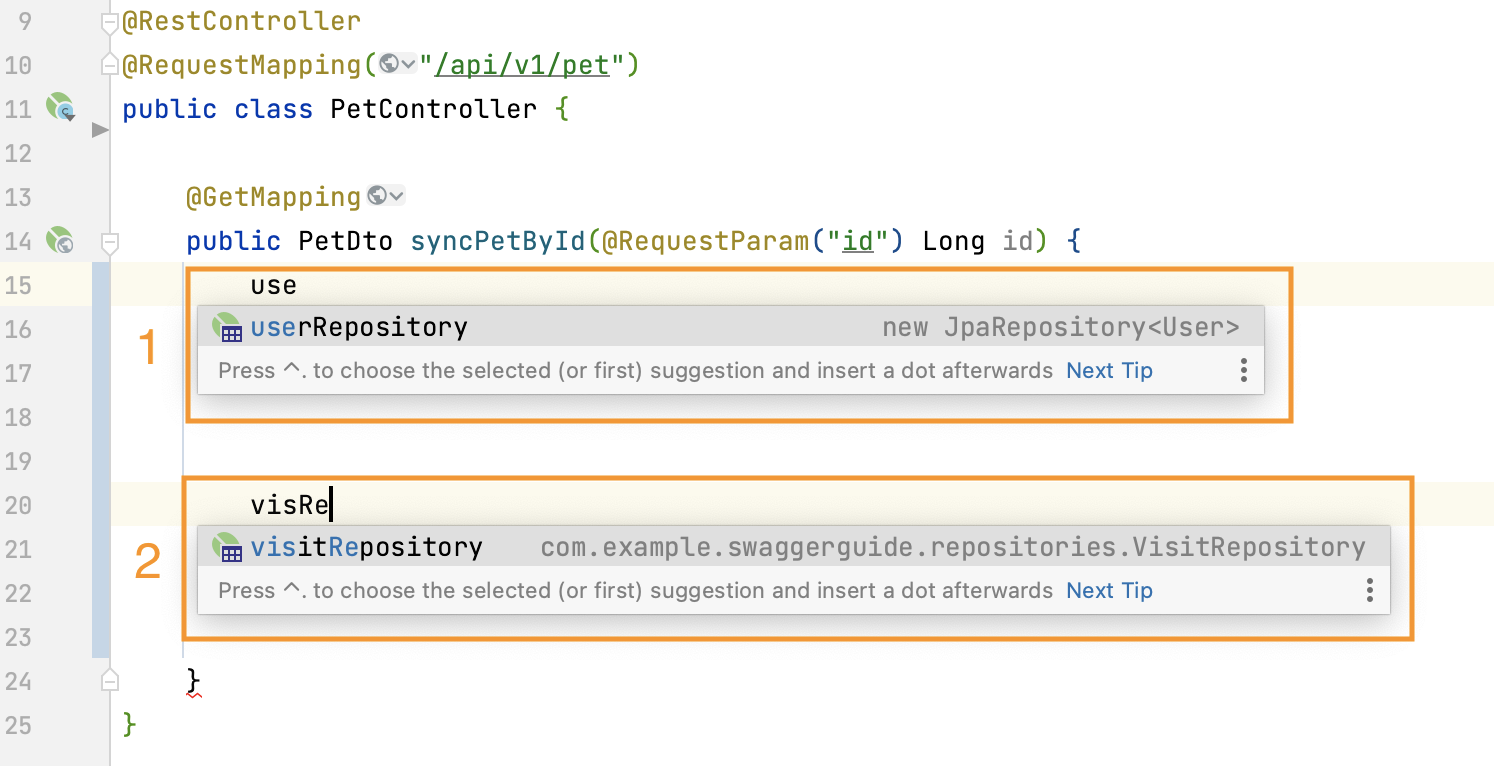 9 @RestController
10 @RequestMapping("/api/v1/pet")
11 public class PetController {
12
13 @GetMapping
14 public PetDto syncPetById(@RequestParam("id") Long id) {
15 use
16 userRepository new JpaRepository<User>
1
17 Press ^. to choose the selected (or first) suggestion and insert a dot afterwards Next Tip
18
19
20 visRe
21 visitRepository com.example.swaggerguide.repositories.VisitRepository
2
22 Press ^. to choose the selected (or first) suggestion and insert a dot afterwards Next Tip
23
24 }
25 }